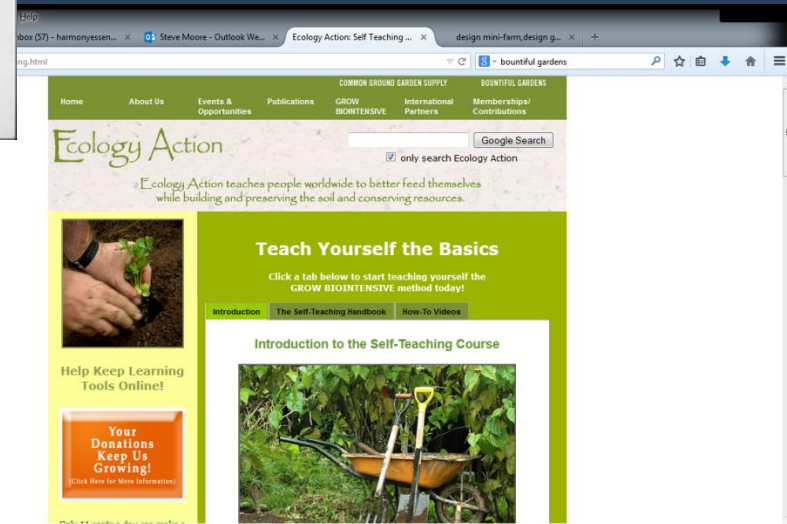 Help
nbox (57) - harmonyessen... ×
Steve Moore - Outlook We... ×
Ecology Action: Self Teaching ... ×
design mini-farm,design g... ×
ng.html
bountiful gardens
COMMON GROUND GARDEN SUPPLY
BOUNTIFUL GARDENS
Home
About Us
Events &
Opportunities
Publications
GROW
BIOINTENSIVE
International
Partners
Memberships/
Contributions
Ecology Action
Google Search
only search Ecology Action
Ecology Action teaches people worldwide to better feed themselves
while building and preserving the soil and conserving resources.
Teach Yourself the Basics
Click a tab below to start teaching yourself the
GROW BIOINTENSIVE method today!
Introduction
The Self-Teaching Handbook
How-To Videos
Introduction to the Self-Teaching Course
Help Keep Learning
Tools Online!
Your
Donations
Keep Us
Growing!
(Click Here for More Information)